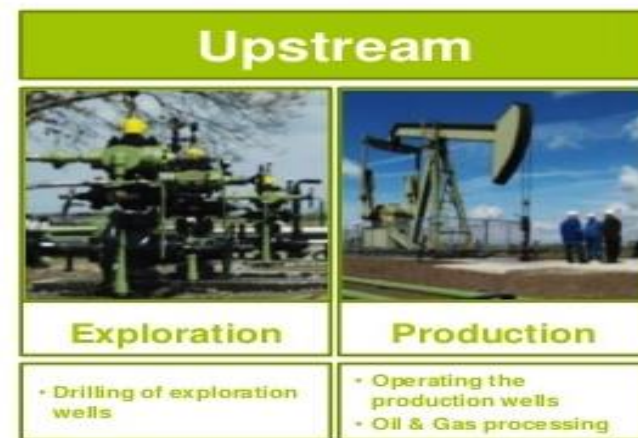 Upstream
Exploration
Production
• Drilling of exploration
wells
• Operating the
production wells
• Oil & Gas processing